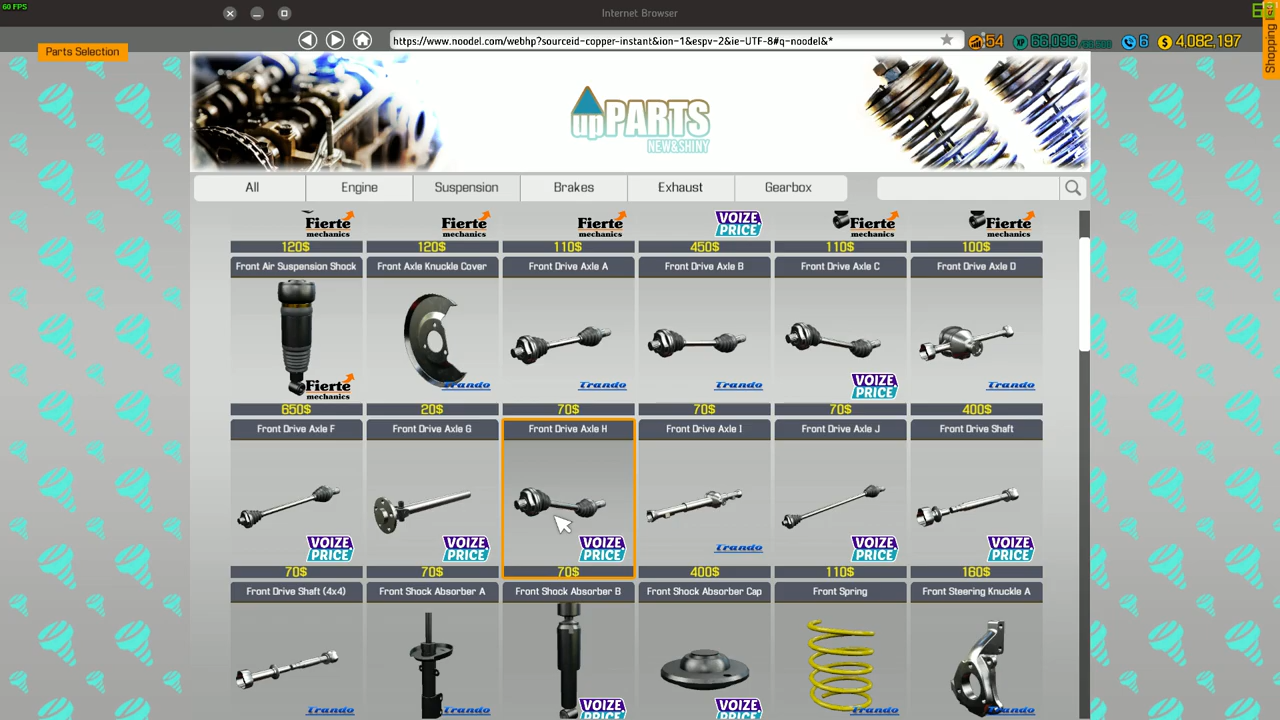 60 FPS
Internet Browser
Parts Selection
https://www.noodel.com/webhp?sourceid-copper-instant&ion-1&espv-2&ie-UTF-8#q-noodel&*
54
66,096
6
$ 4,082,197
Shopping
upPARTS
NEW&SHINY
All Engine Suspension Brakes Exhaust Gearbox
Fierte mechanics
Fierte mechanics
Fierte mechanics
VOIZE PRICE
Fierte mechanics
Fierte mechanics
120$ 120$ 110$ 450$ 110$ 100$
Front Air Suspension Shock Front Axle Knuckle Cover Front Drive Axle A Front Drive Axle B Front Drive Axle C Front Drive Axle D
Fierte mechanics
Trando
Trando
Trando
VOIZE PRICE
Trando
650$ 20$ 70$ 70$ 70$ 400$
Front Drive Axle F Front Drive Axle G Front Drive Axle H Front Drive Axle I Front Drive Axle J Front Drive Shaft
VOIZE PRICE
VOIZE PRICE
VOIZE PRICE
Trando
VOIZE PRICE
VOIZE PRICE
70$ 70$ 70$ 400$ 110$ 160$
Front Drive Shaft (4x4) Front Shock Absorber A Front Shock Absorber B Front Shock Absorber Cap Front Spring Front Steering Knuckle A
Trando
Trando
VOIZE PRICE
VOIZE PRICE
Trando
Trando